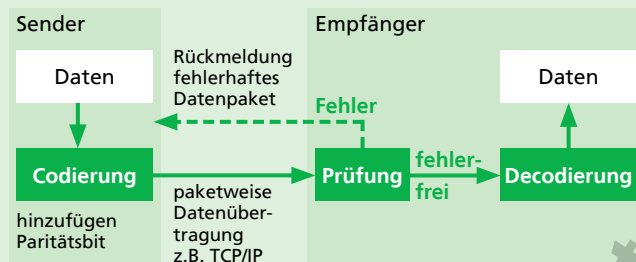 Sender
Empfänger
Daten
Rückmeldung
fehlerhaftes
Datenpaket
Fehler
Daten
Codierung
Prüfung
fehler-
frei
Decodierung
hinzufügen
Paritätsbit
paketweise
Datenüber-
tragung
z.B. TCP/IP